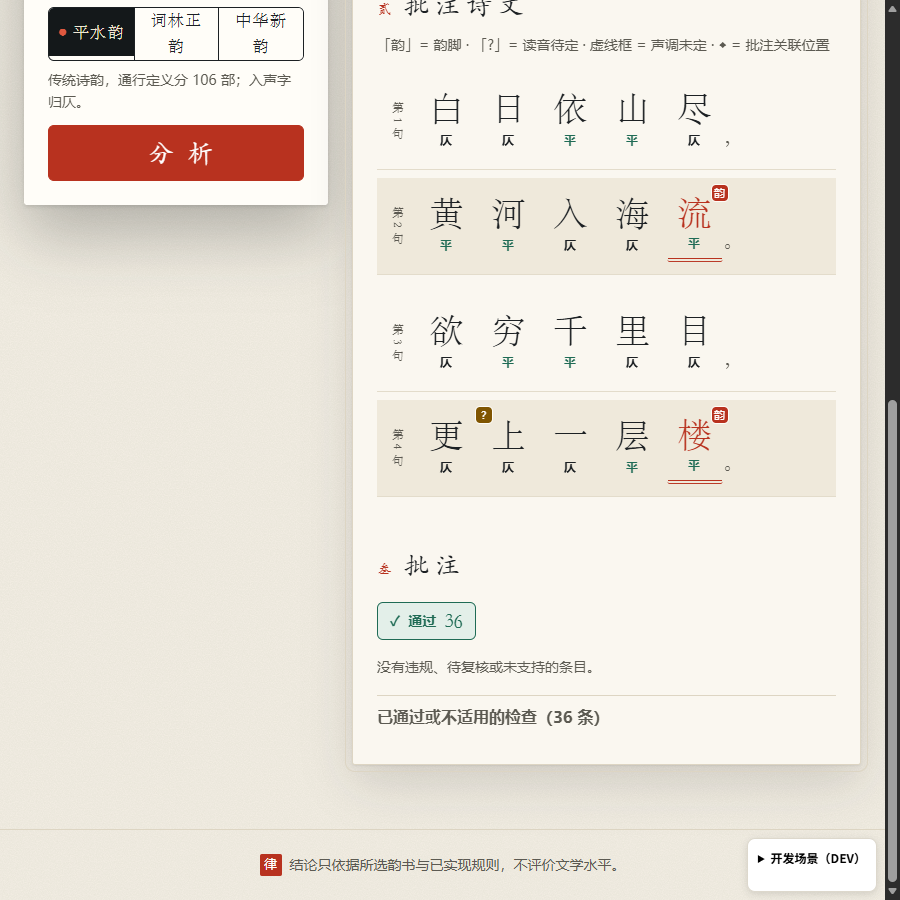 平水韵
词林正韵
中华新韵
传统诗韵，通行定义分 106 部；入声字
归仄。
分析
贰 批注诗文
「韵」= 韵脚 · 「?」= 读音待定 · 虚线框 = 声调未定 · ◆ = 批注关联位置
第1句
白日依山尽，
仄 仄 平 平 仄
第2句
黄河入海流。
韵
平 平 仄 仄 平
第3句
欲穷千里目，
仄 平 平 仄 仄
第4句
更上一层楼。
? 韵
仄 仄 仄 平 平
叁 批注
✓ 通过 36
没有违规、待复核或未支持的条目。
已通过或不适用的检查（36 条）
律 结论只依据所选韵书与已实现规则，不评价文学水平。
▶ 开发场景（DEV）